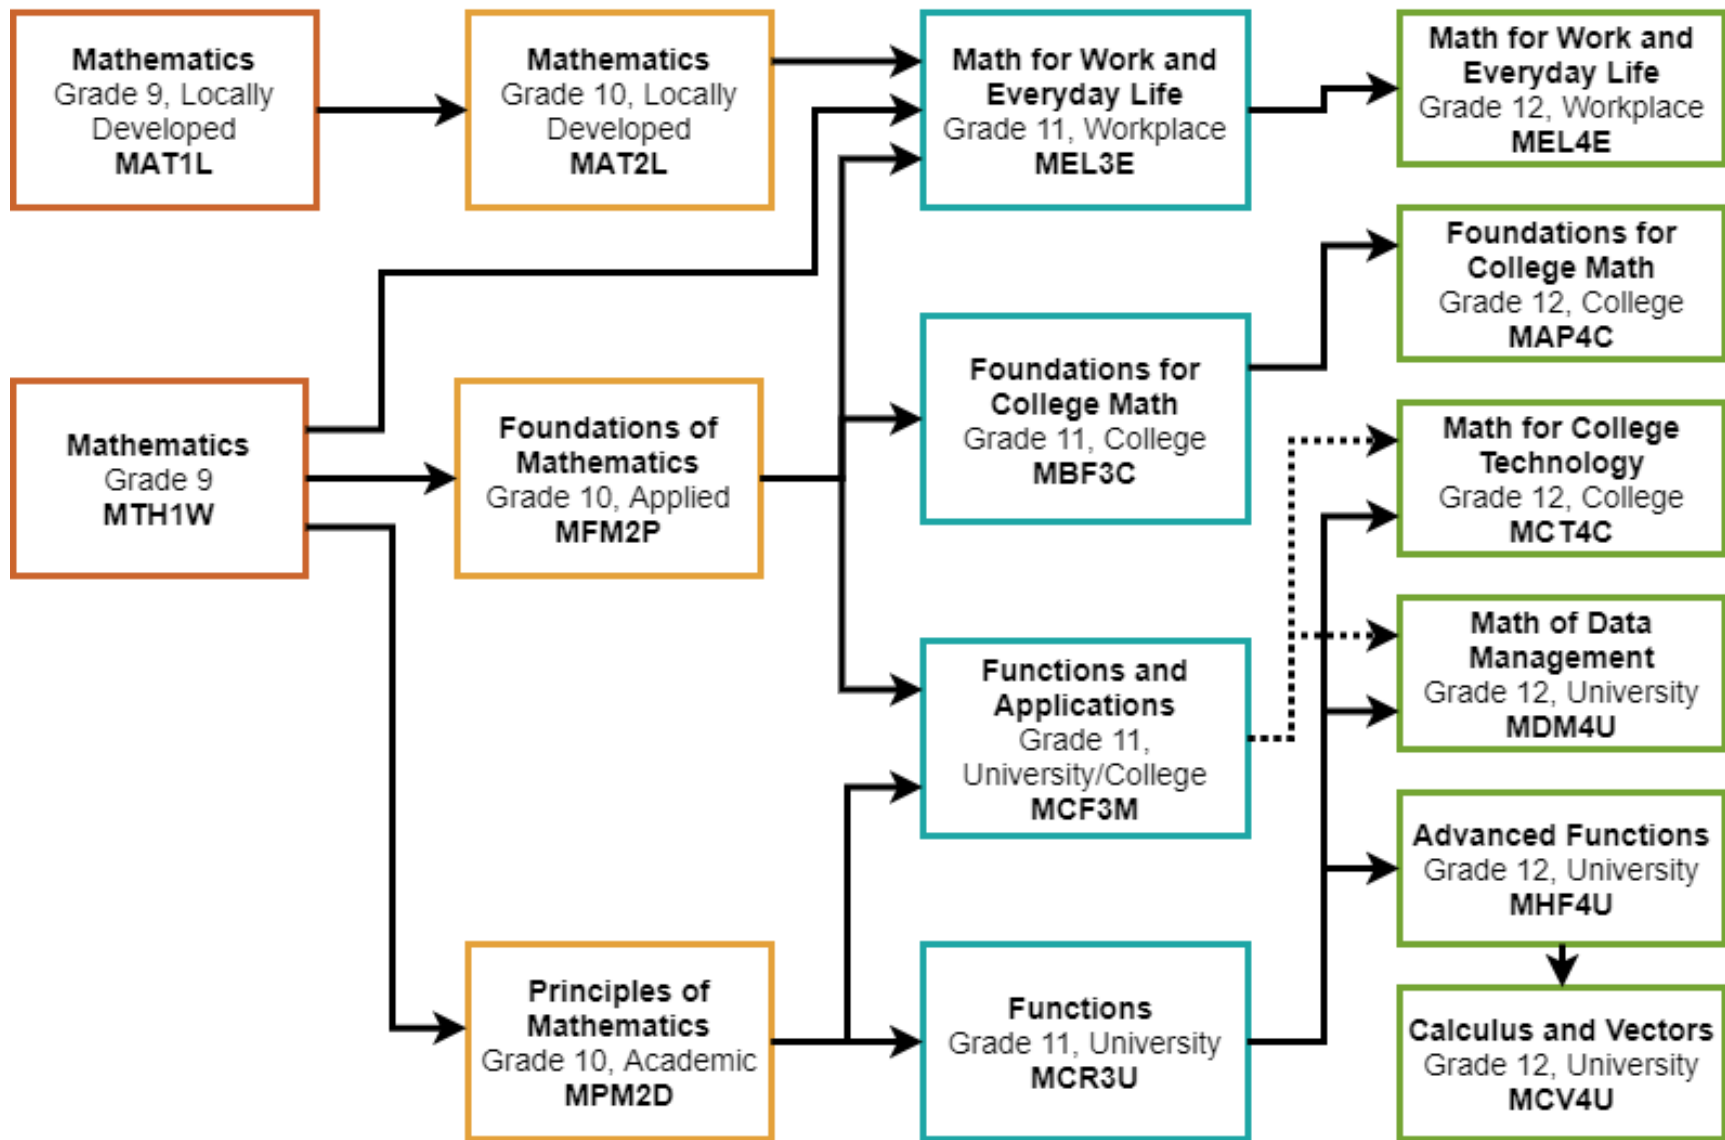 Mathematics
Grade 9, Locally
Developed
MAT1L
Mathematics
Grade 10, Locally
Developed
MAT2L
Math for Work and
Everyday Life
Grade 11, Workplace
MEL3E
Math for Work and
Everyday Life
Grade 12, Workplace
MEL4E
Foundations for
College Math
Grade 12, College
MAP4C
Mathematics
Grade 9
MTH1W
Foundations of
Mathematics
Grade 10, Applied
MFM2P
Foundations for
College Math
Grade 11, College
MBF3C
Math for College
Technology
Grade 12, College
MCT4C
Functions and
Applications
Grade 11,
University/College
MCF3M
Math of Data
Management
Grade 12, University
MDM4U
Advanced Functions
Grade 12, University
MHF4U
Principles of
Mathematics
Grade 10, Academic
MPM2D
Functions
Grade 11, University
MCR3U
Calculus and Vectors
Grade 12, University
MCV4U